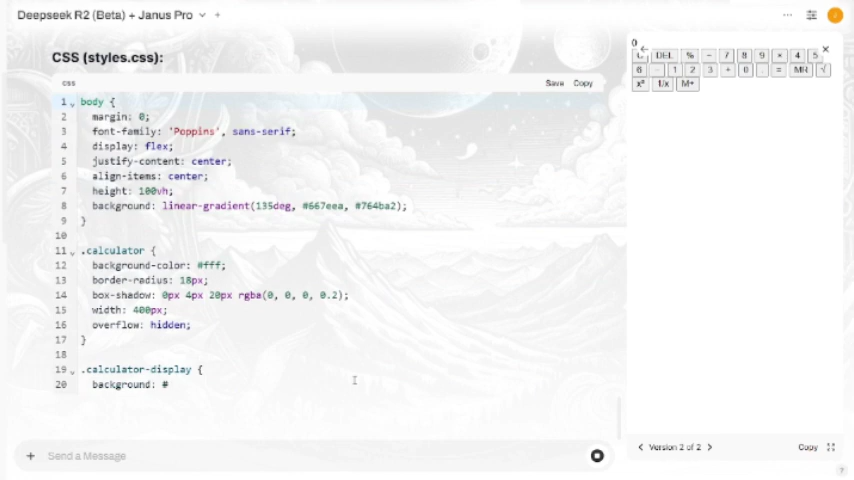 Deepseek R2 (Beta) + Janus Pro
CSS (styles.css):
css
Save Copy
1 body {
2 margin: 0;
3 font-family: 'Poppins', sans-serif;
4 display: flex;
5 justify-content: center;
6 align-items: center;
7 height: 100vh;
8 background: linear-gradient(135deg, #667eea, #764ba2);
9 }
10
11 .calculator {
12 background-color: #fff;
13 border-radius: 18px;
14 box-shadow: 0px 4px 20px rgba(0, 0, 0, 0.2);
15 width: 400px;
16 overflow: hidden;
17 }
18
19 .calculator-display {
20 background: #
+ Send a Message
0
C DEL % − 7 8 9 × 4 5
6 1 2 3 + 0 . = MR √
x² 1/x M+
Version 2 of 2
Copy
?